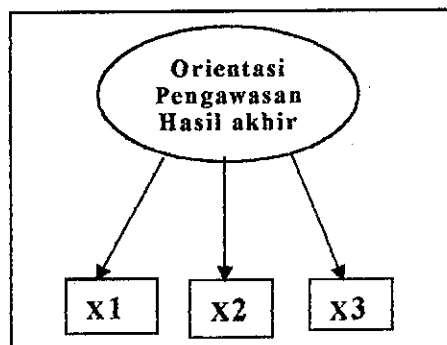 Orientasi
Pengawasan
Hasil akhir
X1 X2 X3